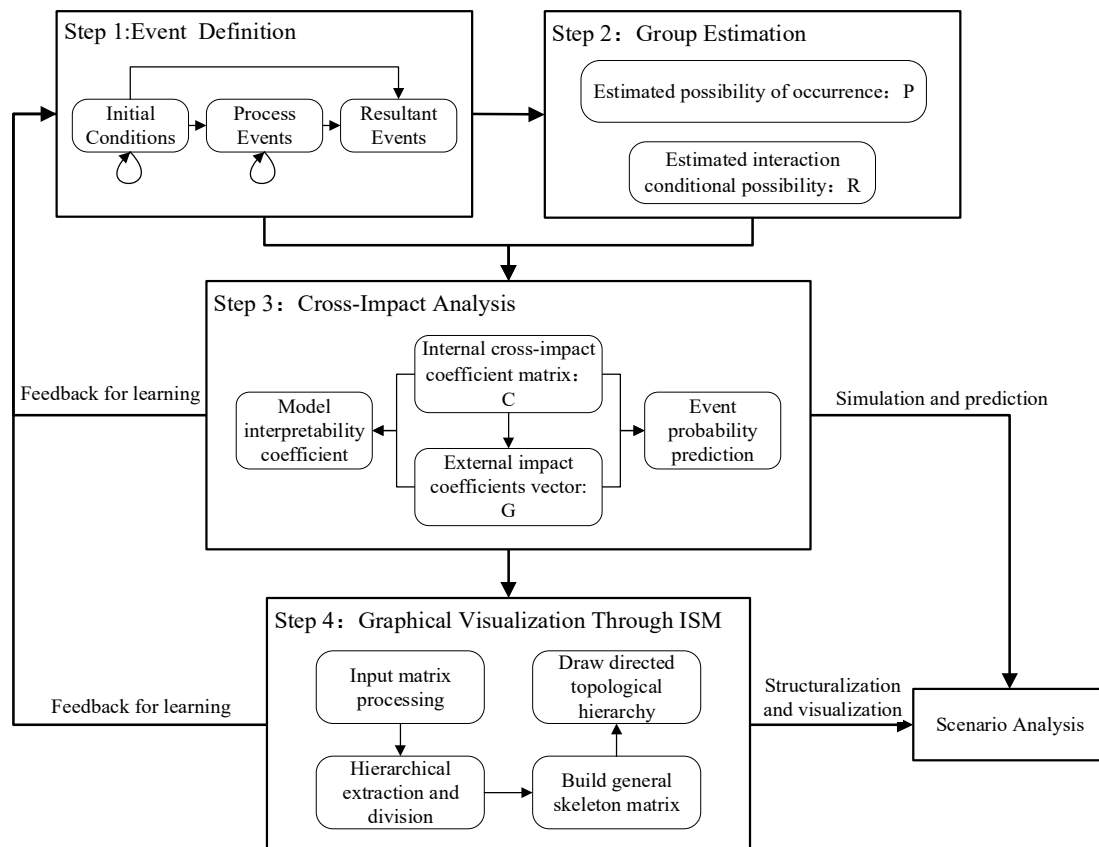 Step 1:Event Definition
Initial
Conditions
Process
Events
Resultant
Events
Step 2：Group Estimation
Estimated possibility of occurrence：P
Estimated interaction
conditional possibility：R
Step 3：Cross-Impact Analysis
Internal cross-impact
coefficient matrix：
C
Model
interpretability
coefficient
Event
probability
prediction
External impact
coefficients vector:
G
Feedback for learning
Simulation and prediction
Step 4：Graphical Visualization Through ISM
Input matrix
processing
Draw directed
topological
hierarchy
Hierarchical
extraction and
division
Build general
skeleton matrix
Feedback for learning
Structuralization
and visualization
Scenario Analysis